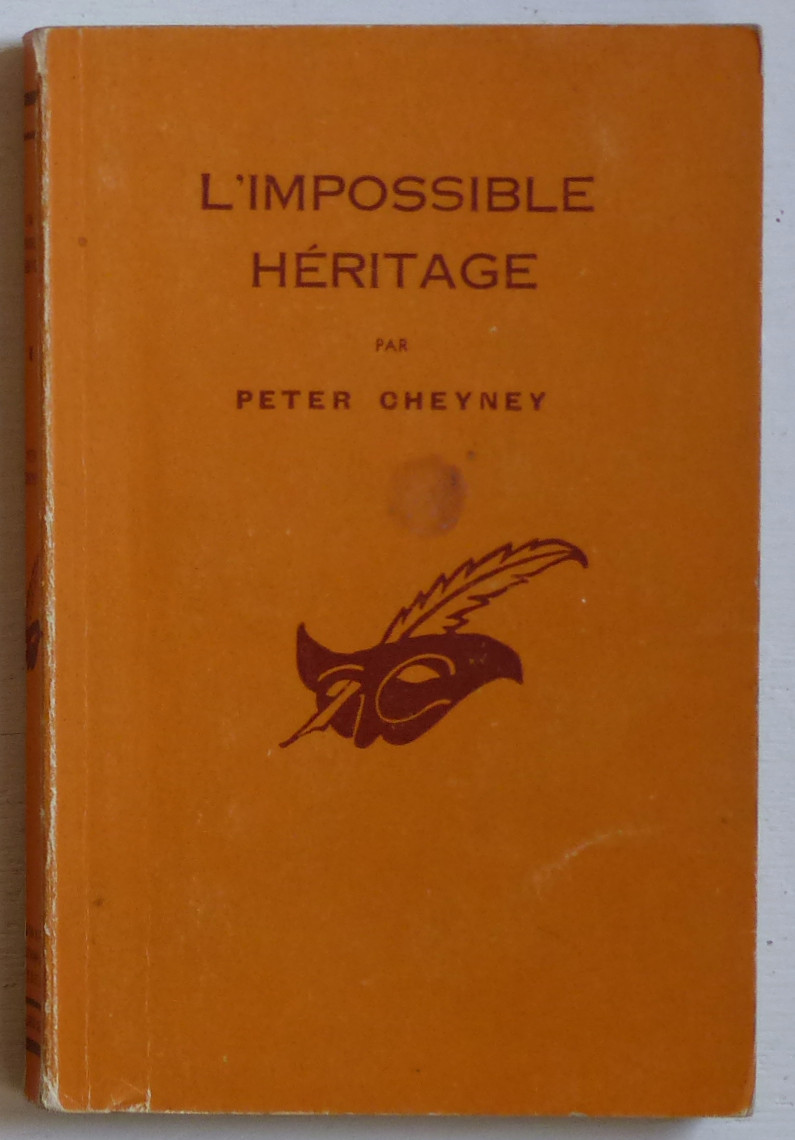 L'IMPOSSIBLE
HÉRITAGE
PAR
PETER CHEYNEY